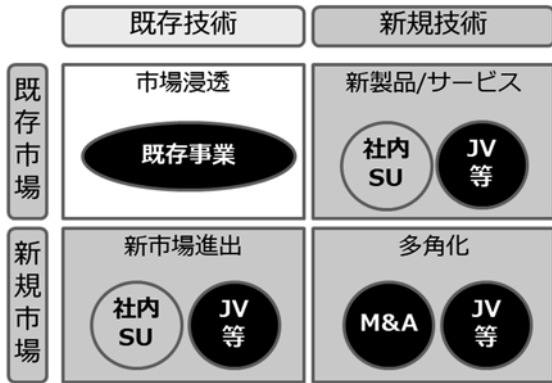 既存技術
新規技術
既存市場
市場浸透
既存事業
新製品/サービス
社内
SU
JV
等
新規市場
新市場進出
社内
SU
JV
等
多角化
M&A
JV
等